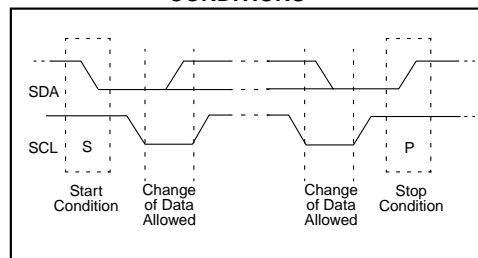 CONDITIONS
SDA
SCL
S
P
Start
Condition
Change
of Data
Allowed
Change
of Data
Allowed
Stop
Condition